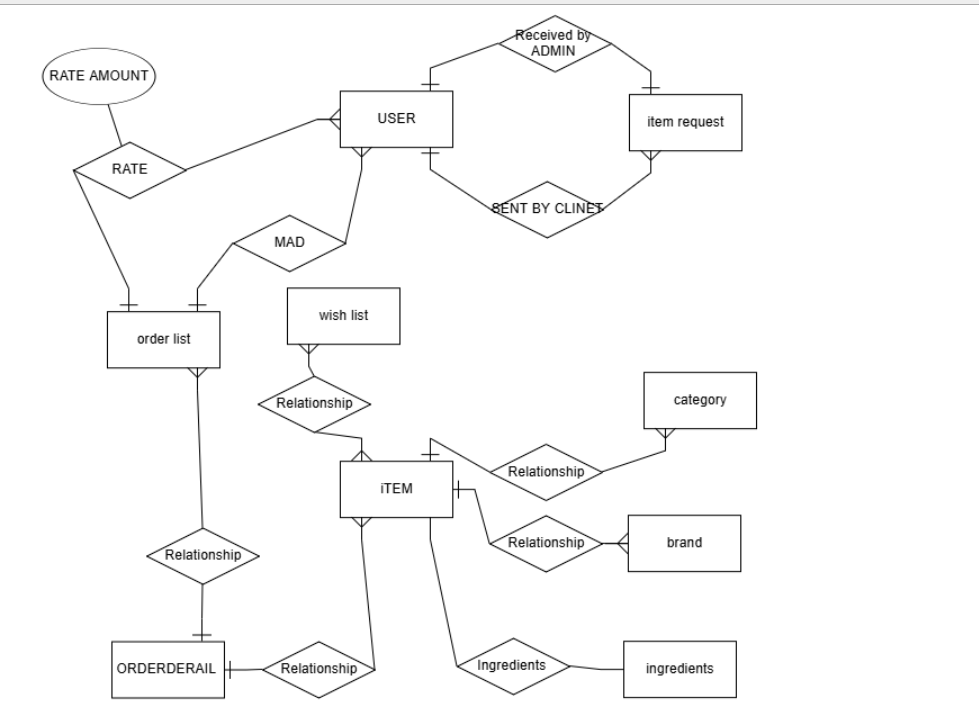 Received by
ADMIN
RATE AMOUNT
USER
item request
RATE
SENT BY CLINET
MAD
wish list
order list
Relationship
category
Relationship
iTEM
Relationship
brand
Relationship
ORDERDERAIL
Relationship
Ingredients
ingredients